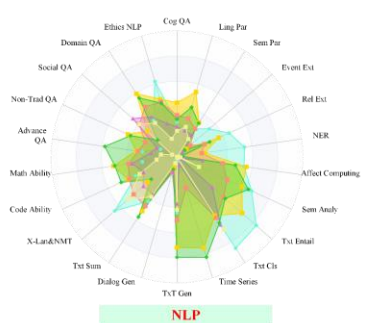 Cog QA
Ling Par
Sem Par
Event Ext
Rel Ext
NER
Affect Computing
Sem Analy
Txt Entail
Txt Cls
Time Series
TxT Gen
Dialog Gen
Txt Sum
X-Lan&NMT
Code Ability
Math Ability
Advance
QA
Non-Trad QA
Social QA
Domain QA
Ethics NLP
NLP